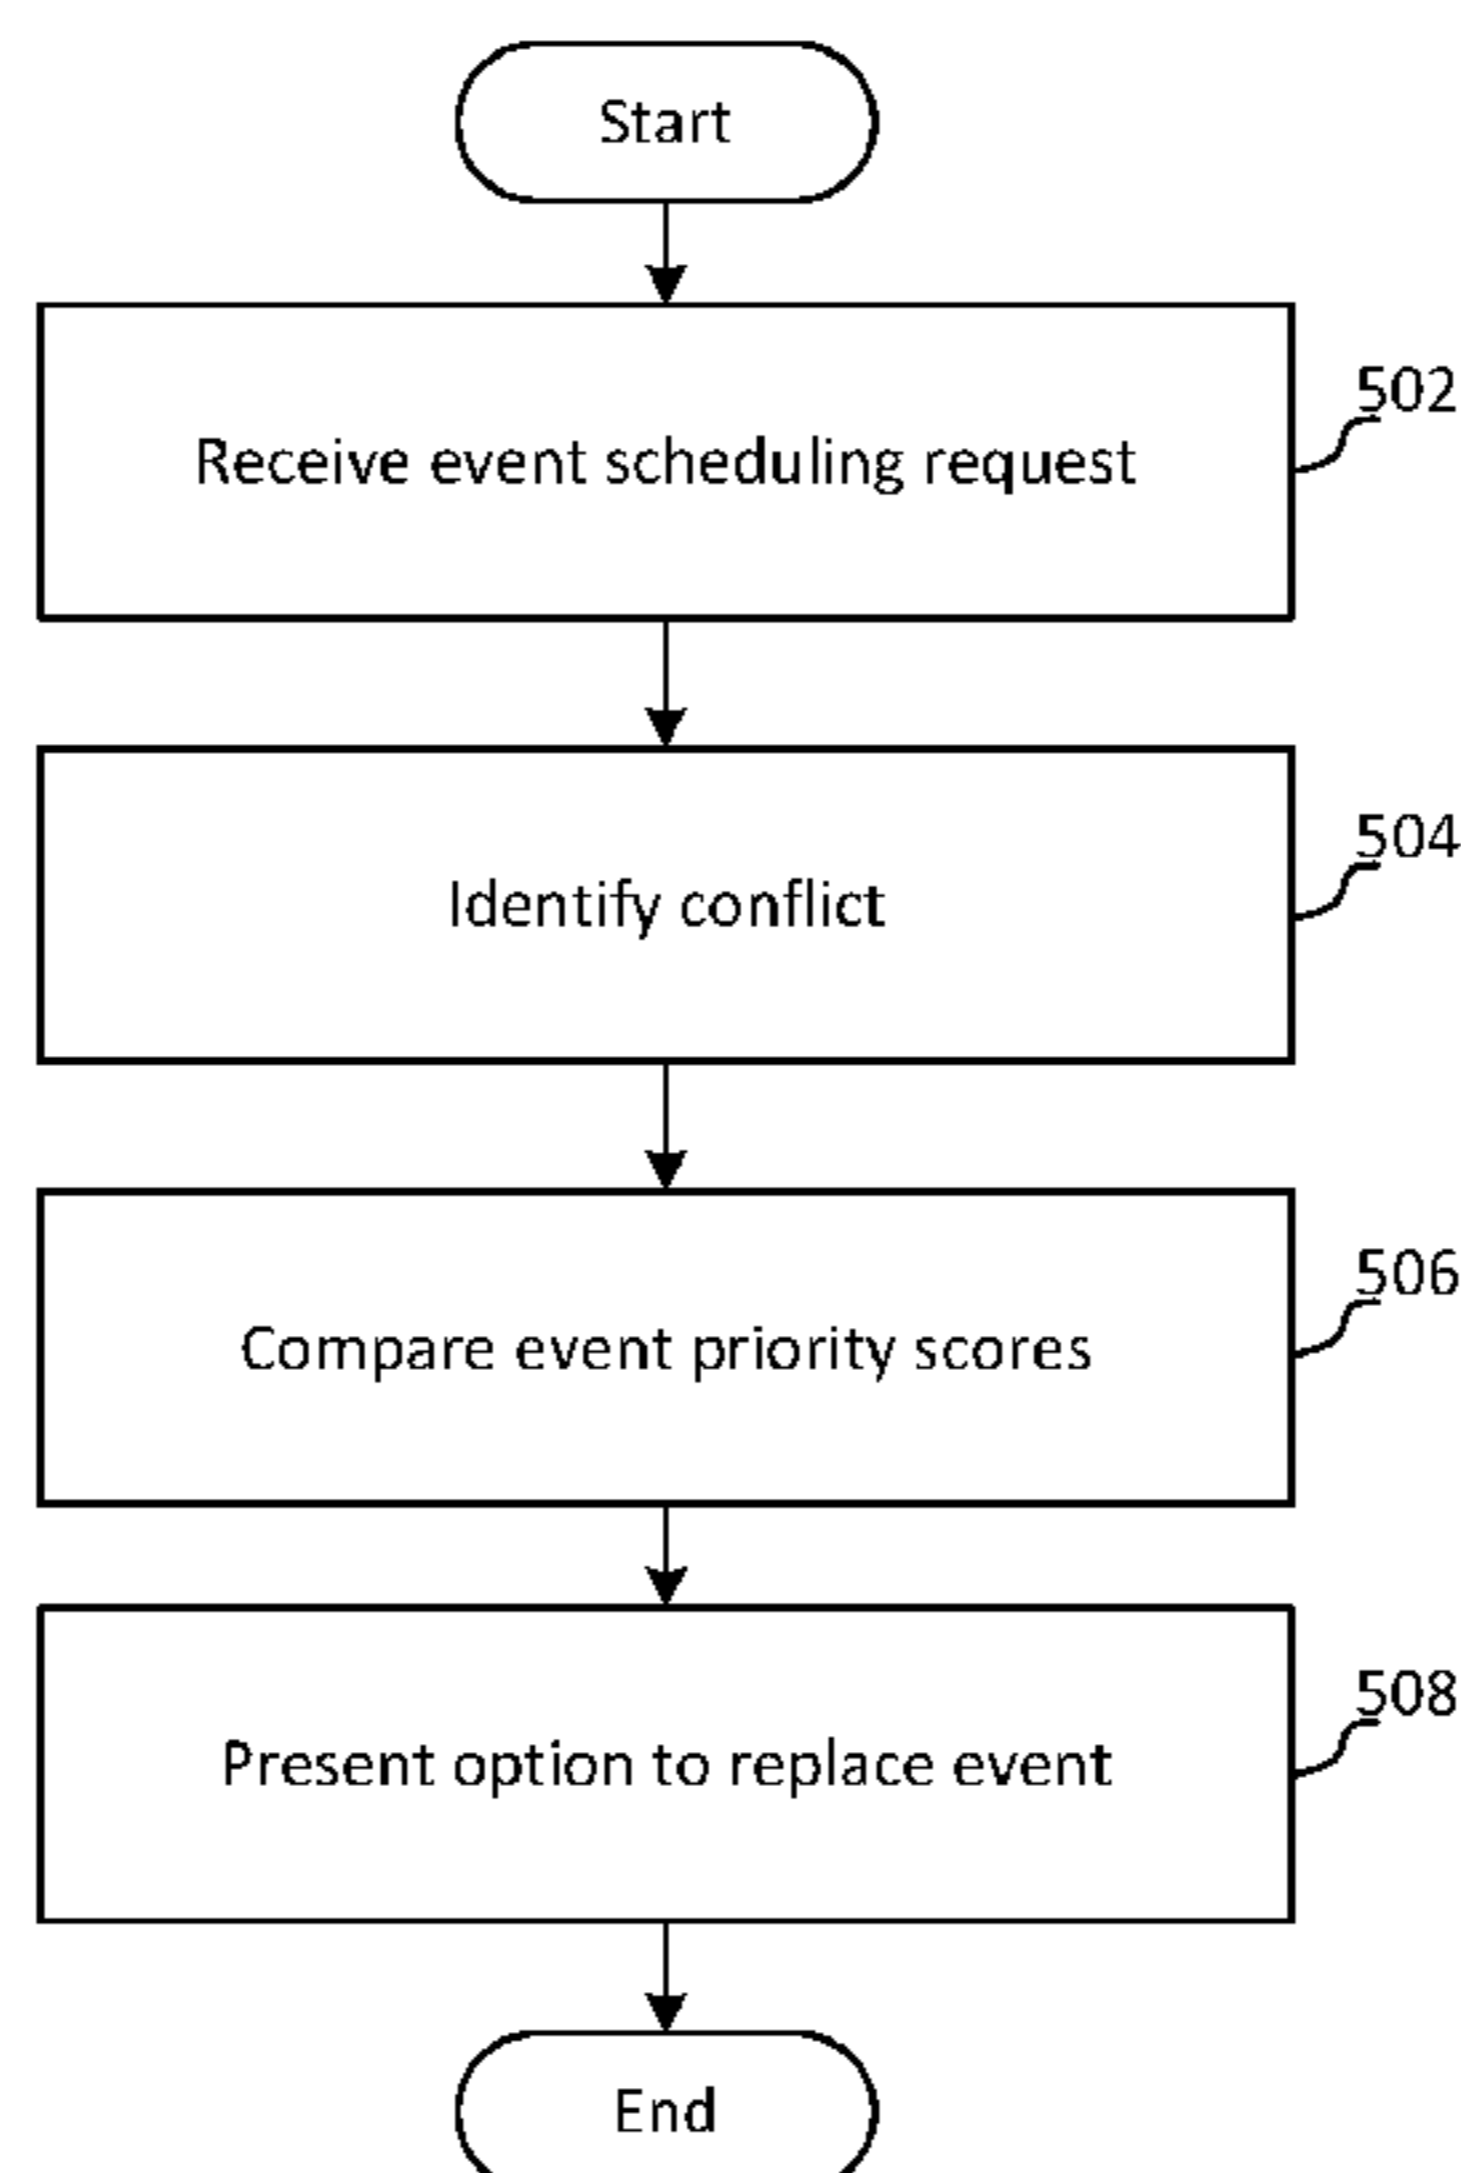 Start
Receive event scheduling request
502
Identify conflict
504
Compare event priority scores
506
Present option to replace event
508
End